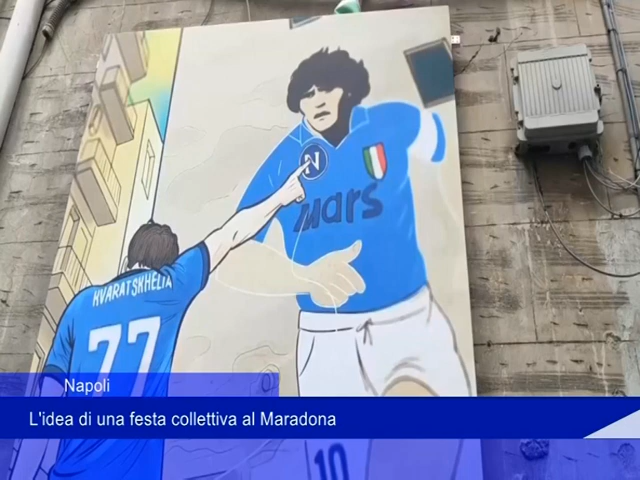 N
Mars
KVARATSKHELIA
77
Napoli
L'idea di una festa collettiva al Maradona
10